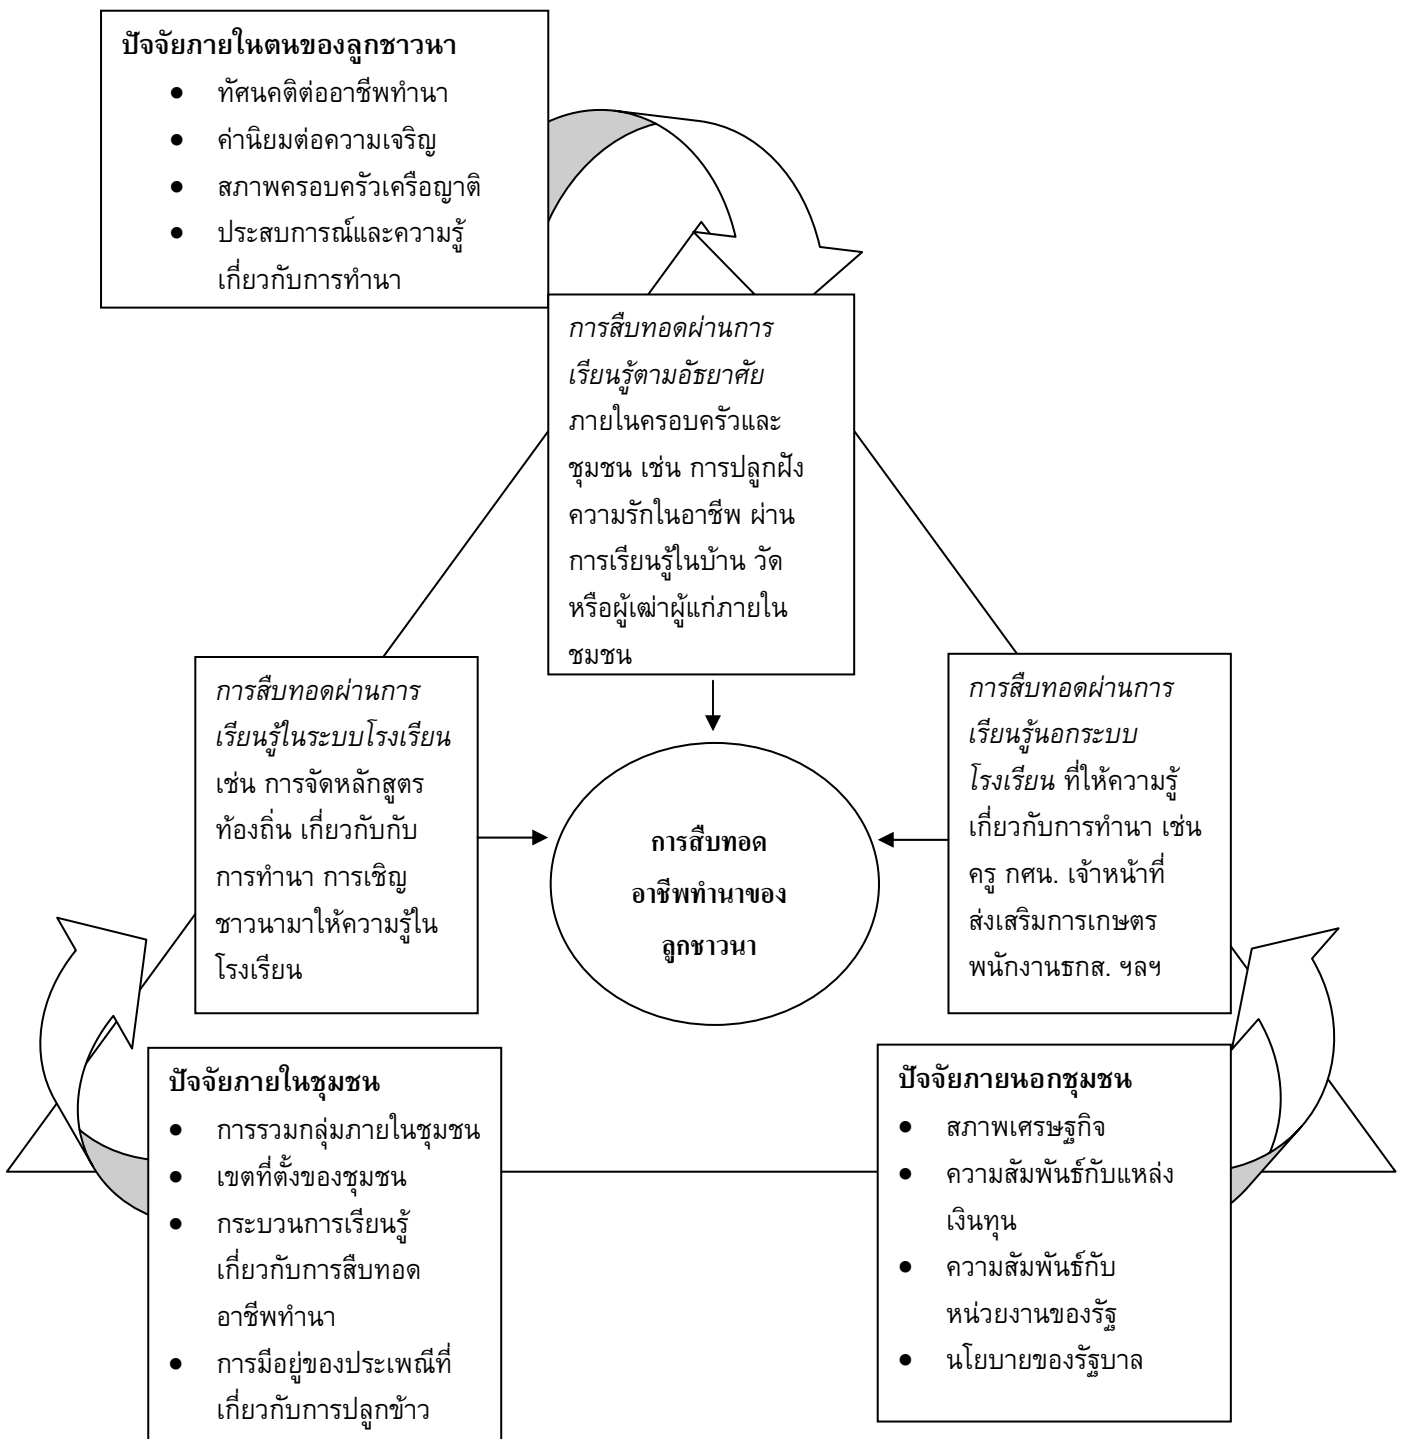 ปัจจัยภายในตนของลูกชาวนา
● ทัศนคติต่ออาชีพทำนา
● ค่านิยมต่อความเจริญ
● สภาพครอบครัวเครือญาติ
● ประสบการณ์และความรู้
เกี่ยวกับการทำนา
การสืบทอดผ่านการ
เรียนรู้ตามอัธยาศัย
ภายในครอบครัวและ
ชุมชน เช่น การปลูกฝัง
ความรักในอาชีพ ผ่าน
การเรียนรู้ในบ้าน วัด
หรือผู้เฒ่าผู้แก่ภายใน
ชุมชน
การสืบทอดผ่านการ
เรียนรู้ในระบบโรงเรียน
เช่น การจัดหลักสูตร
ท้องถิ่น เกี่ยวกับกับ
การทำนา การเชิญ
ชาวนามาให้ความรู้ใน
โรงเรียน
การสืบทอด
อาชีพทำนาของ
ลูกชาวนา
การสืบทอดผ่านการ
เรียนรู้นอกระบบ
โรงเรียน ที่ให้ความรู้
เกี่ยวกับการทำนา เช่น
ครู กศน. เจ้าหน้าที่
ส่งเสริมการเกษตร
พนักงานธกส. ฯลฯ
ปัจจัยภายในชุมชน
● การรวมกลุ่มภายในชุมชน
● เขตที่ตั้งของชุมชน
● กระบวนการเรียนรู้
เกี่ยวกับการสืบทอด
อาชีพทำนา
● การมีอยู่ของประเพณีที่
เกี่ยวกับการปลูกข้าว
ปัจจัยภายนอกชุมชน
● สภาพเศรษฐกิจ
● ความสัมพันธ์กับแหล่ง
เงินทุน
● ความสัมพันธ์กับ
หน่วยงานของรัฐ
● นโยบายของรัฐบาล